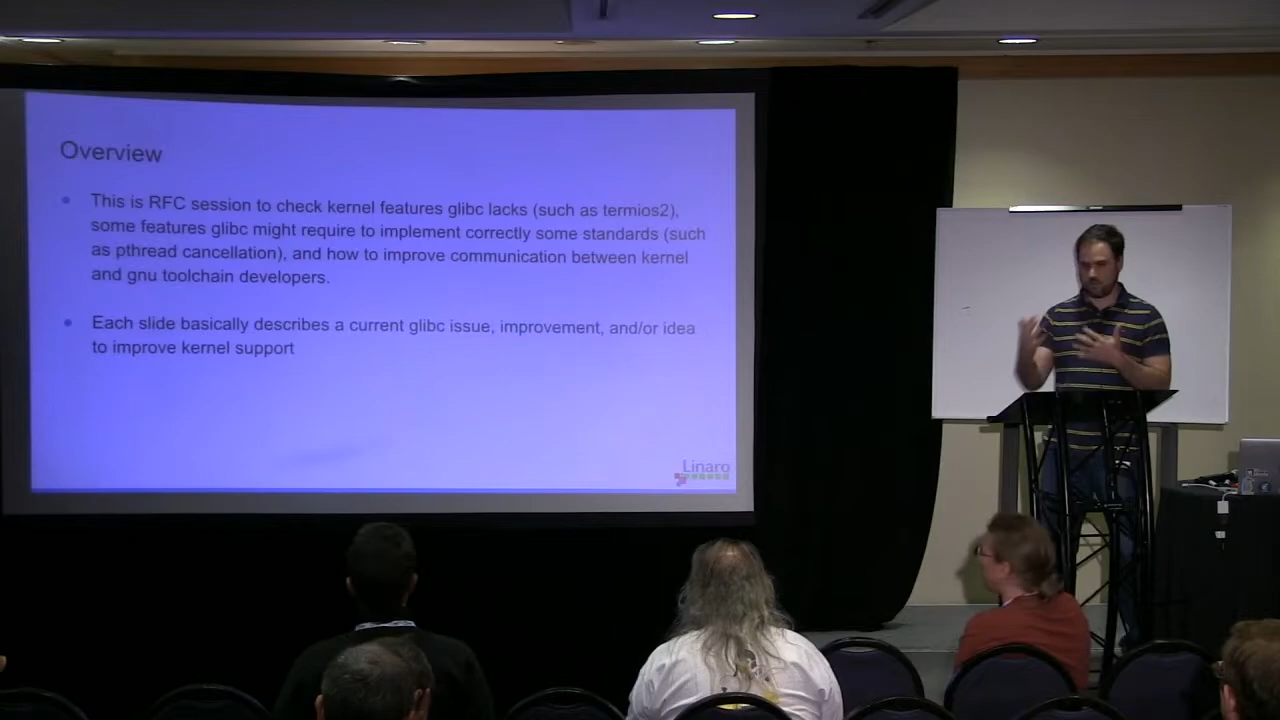 Overview
This is RFC session to check kernel features glibc lacks (such as termios2),
some features glibc might require to implement correctly some standards (such
as pthread cancellation), and how to improve communication between kernel
and gnu toolchain developers.
Each slide basically describes a current glibc issue, improvement, and/or idea
to improve kernel support
Linaro